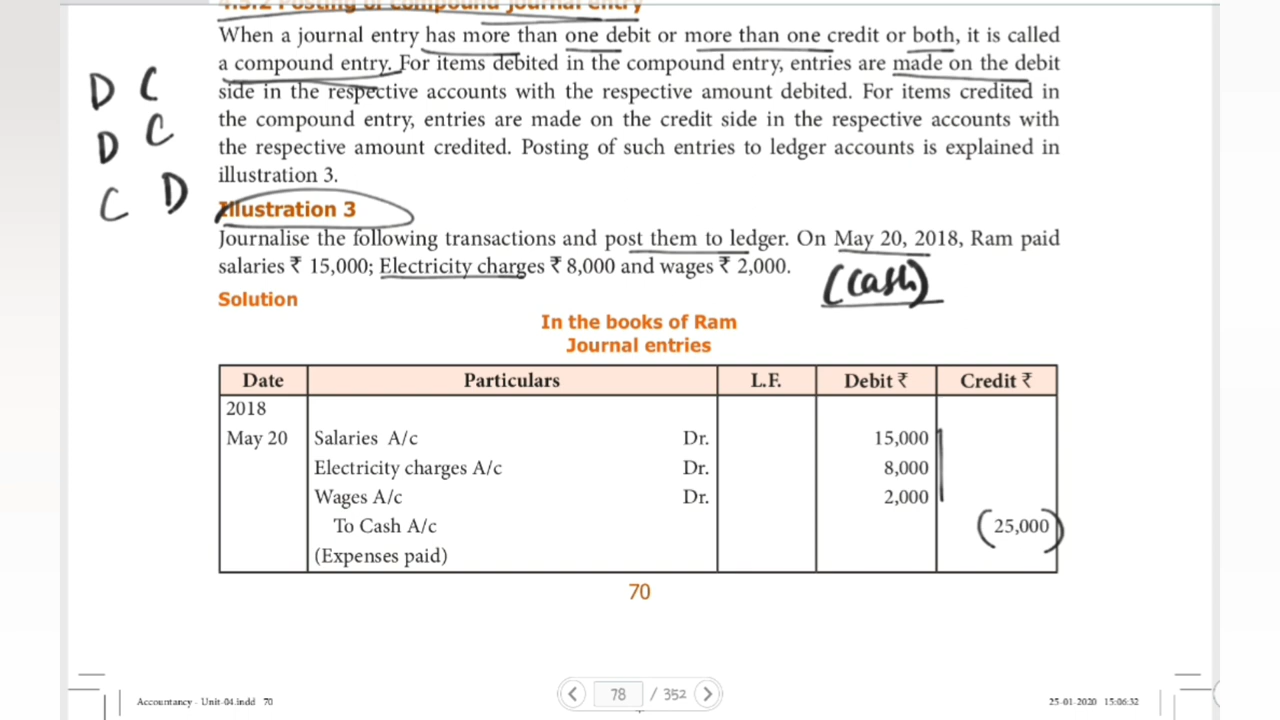 4.5.2 Posting of compound journal entry
When a journal entry has more than one debit or more than one credit or both, it is called
a compound entry. For items debited in the compound entry, entries are made on the debit
side in the respective accounts with the respective amount debited. For items credited in
the compound entry, entries are made on the credit side in the respective accounts with
the respective amount credited. Posting of such entries to ledger accounts is explained in
illustration 3.
D C
D C
C D
Illustration 3
Journalise the following transactions and post them to ledger. On May 20, 2018, Ram paid
salaries ₹ 15,000; Electricity charges ₹ 8,000 and wages ₹ 2,000.
(Cash)
Solution
In the books of Ram
Journal entries
Date Particulars L.F. Debit ₹ Credit ₹
2018
May 20 Salaries A/c Dr. 15,000
Electricity charges A/c Dr. 8,000
Wages A/c Dr. 2,000
To Cash A/c (25,000)
(Expenses paid)
70
78 / 352
Accountancy - Unit-04.indd 70 25-01-2020 15:06:32